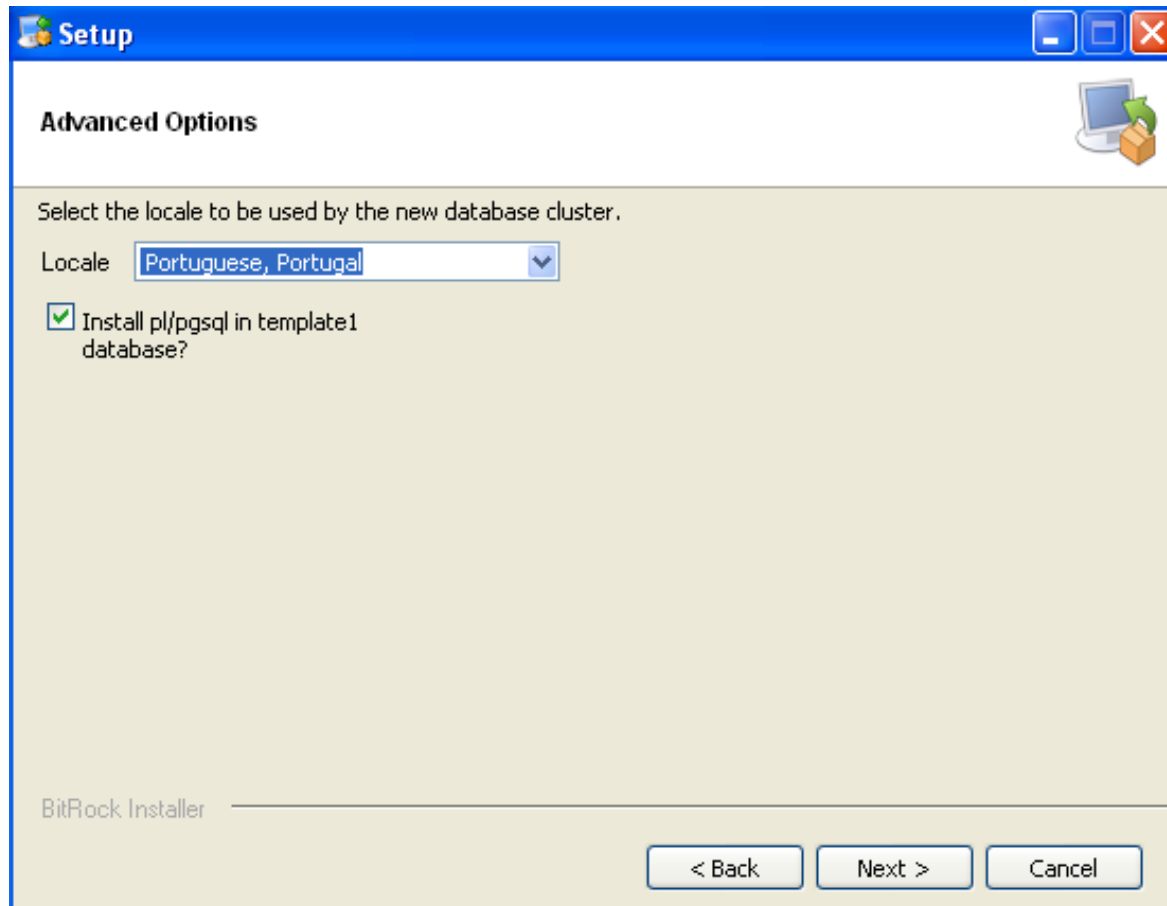 Setup
Advanced Options
Select the locale to be used by the new database cluster.
Locale Portuguese, Portugal
Install pl/pgsql in template1
database?
BitRock Installer
< Back Next > Cancel